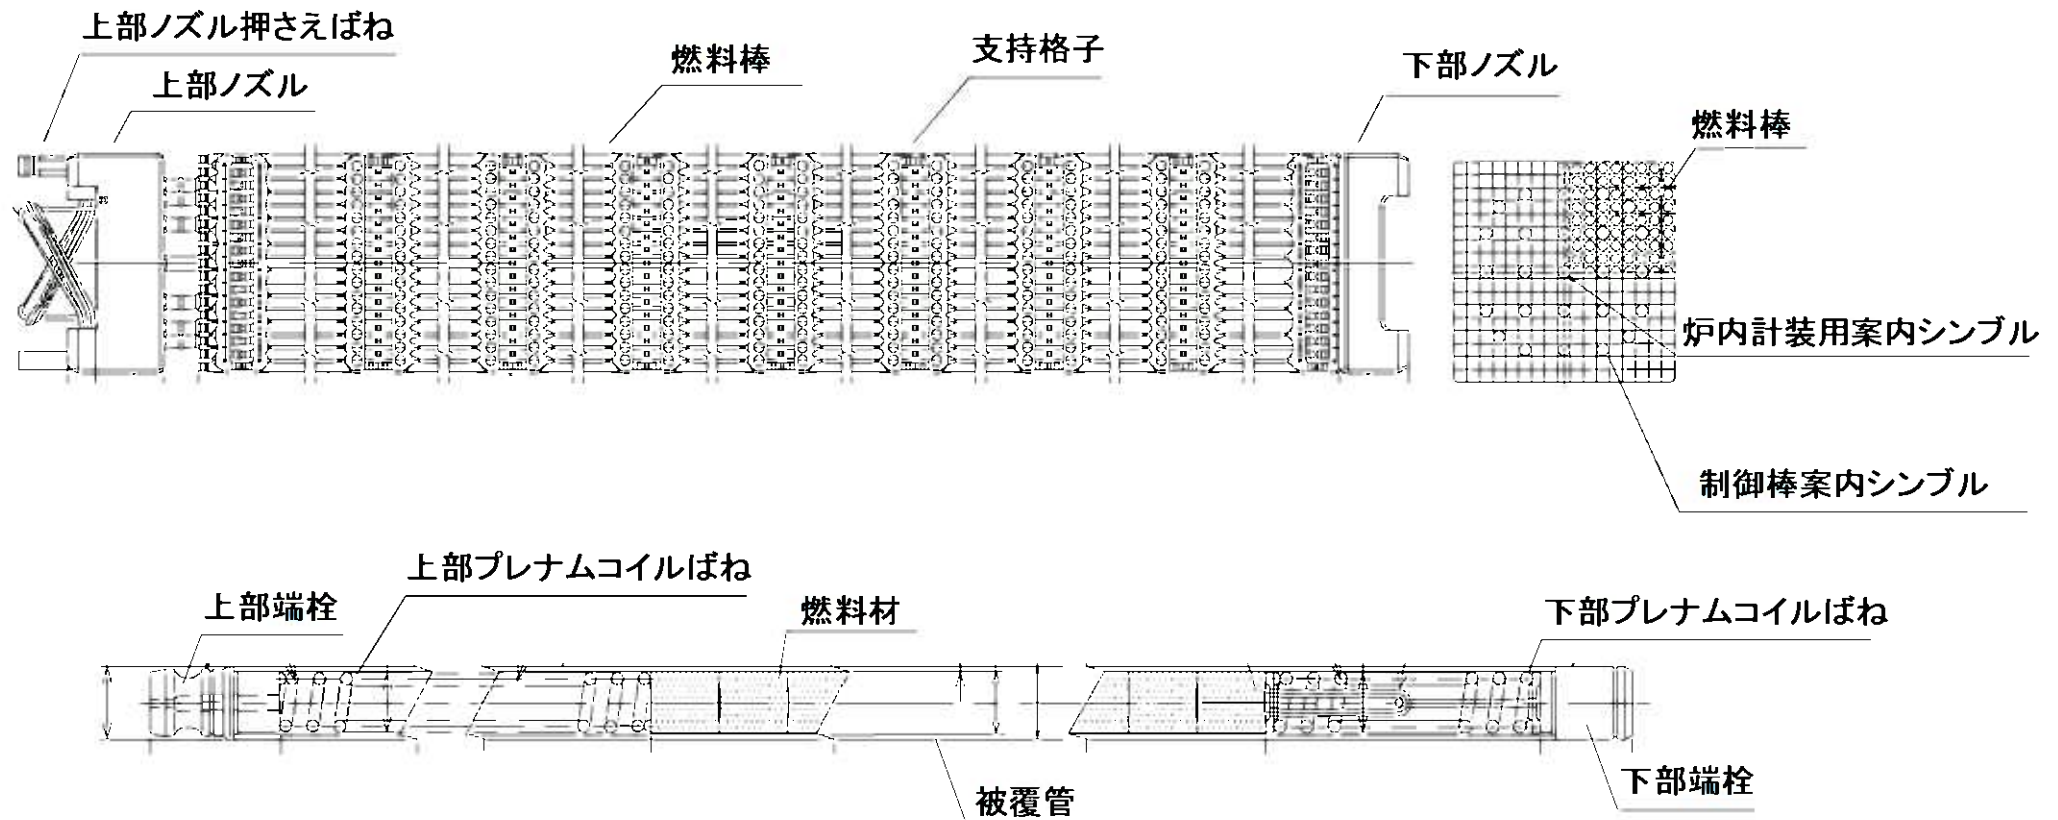 上部ノズル押さえばね
上部ノズル
燃料棒
支持格子
下部ノズル
燃料棒
炉内計装用案内シンブル
制御棒案内シンブル
上部プレナムコイルばね
上部端栓
燃料材
下部プレナムコイルばね
下部端栓
被覆管